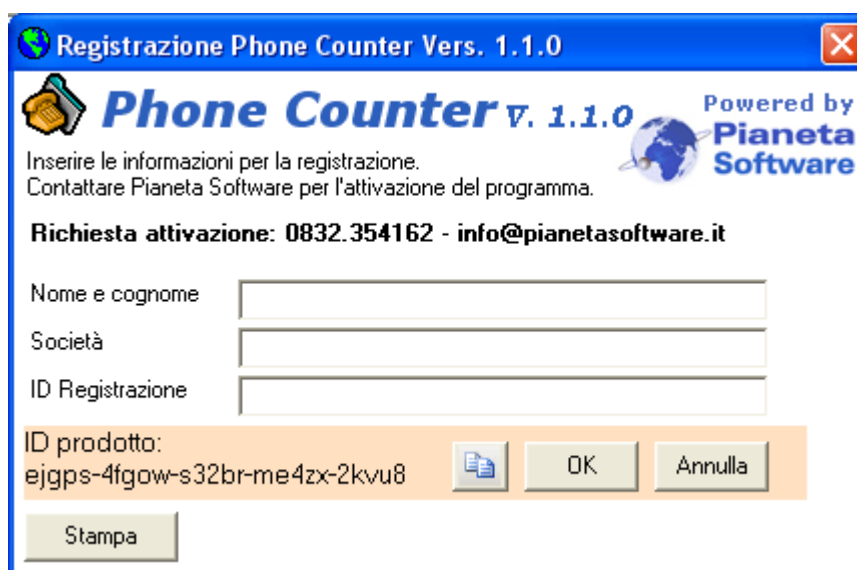 Registrazione Phone Counter Vers. 1.1.0
Phone Counter V. 1.1.0
Powered by
Pianeta
Software
Inserire le informazioni per la registrazione.
Contattare Pianeta Software per l'attivazione del programma.
Richiesta attivazione: 0832.354162 - info@pianetasoftware.it
Nome e cognome
Società
ID Registrazione
ID prodotto:
ejgps-4fgow-s32br-me4zx-2kvu8
OK
Annulla
Stampa